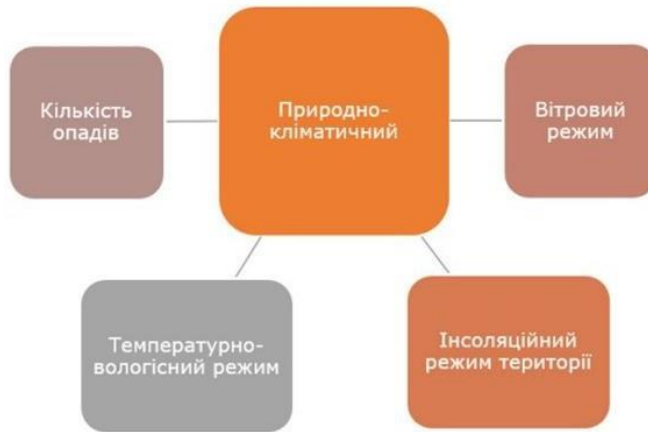 Кількість
опадів
Природно-
кліматичний
Вітровий
режим
Температурно-
вологісний режим
Інсоляційний
режим території